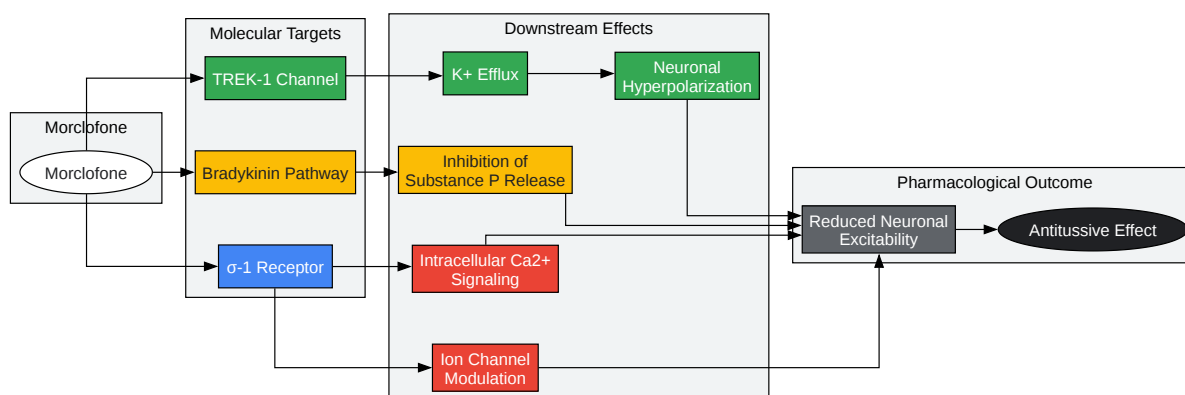 Morclofone
Morclofone
Molecular Targets
TREK-1 Channel
Bradykinin Pathway
σ-1 Receptor
Downstream Effects
K+ Efflux
Neuronal
Hyperpolarization
Inhibition of
Substance P Release
Intracellular Ca2+
Signaling
Ion Channel
Modulation
Pharmacological Outcome
Reduced Neuronal
Excitability
Antitussive Effect